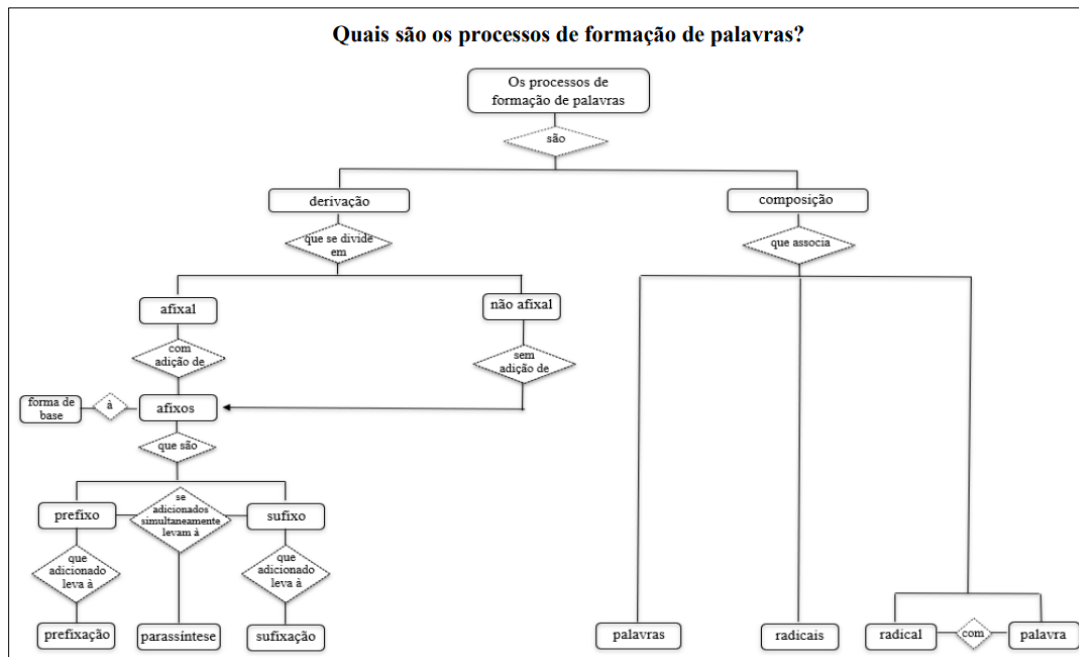 Quais são os processos de formação de palavras?
Os processos de
formação de palavras
são
derivação
composição
que se divide
em
que associa
afixal
não afixal
com
adição de
sem
adição de
forma de
base
à
afixos
que são
prefixo
se
adicionados
simultaneamente
levam à
sufixo
que
adicionado
leva à
que
adicionado
leva à
prefixação
parassíntese
sufixação
palavras
radicais
radical
com
palavra